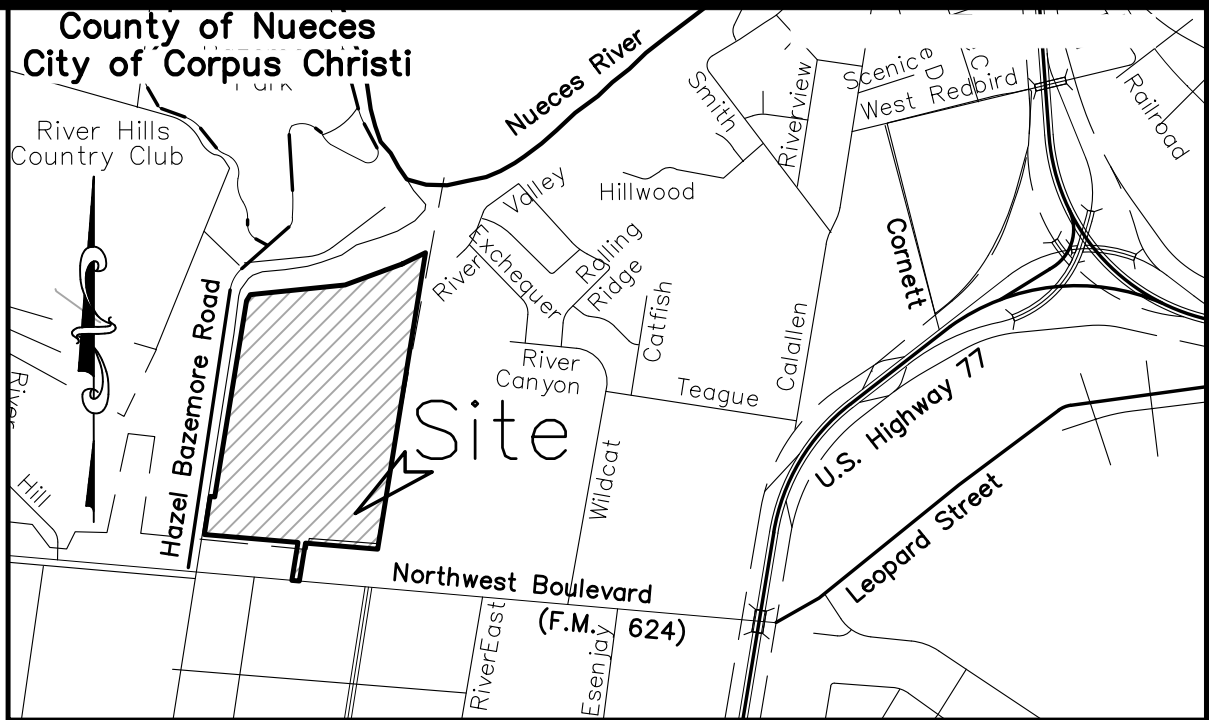 County of Nueces
City of Corpus Christi
Park
River Hills
Country Club
Nueces River
Smith
Riverview
Scenic
West Redbird
Railroad
Valley
Hillwood
Exchequer
River
Ralling
Ridge
Catfish
Cornett
Calallen
River
Canyon
Teague
Hazel Bazemore Road
Site
Wildcat
U.S. Highway 77
Leopard Street
River
Hill
Northwest Boulevard
(F.M. 624)
RiverEast
Esenjay